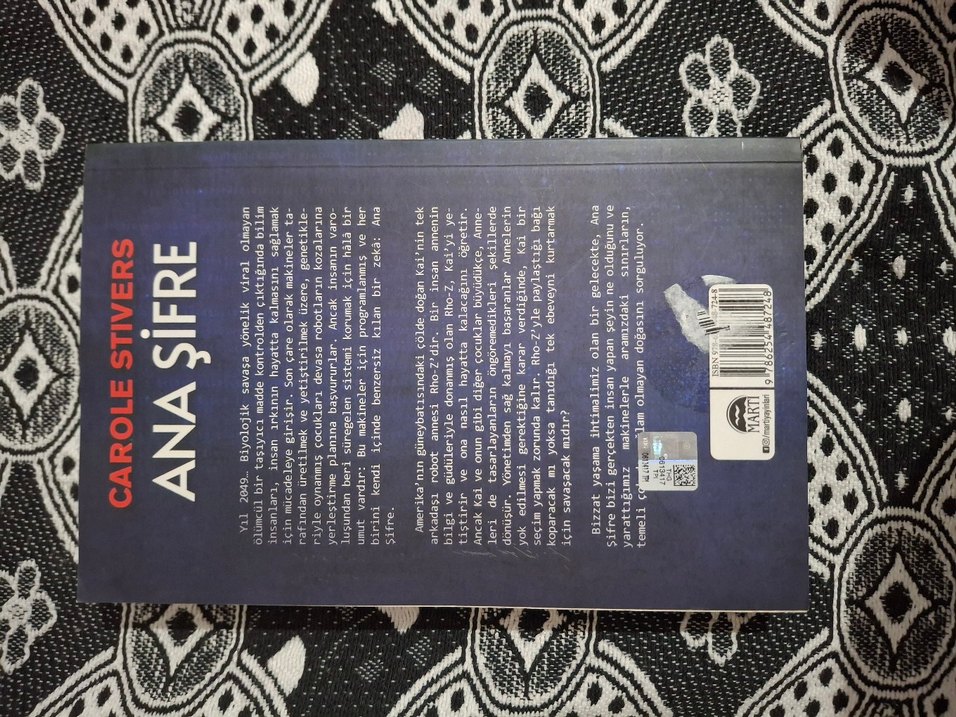 CAROLE STIVERS
ANA ŞİFRE
Yıl 2049... Biyolojik savaşa yönelik viral olmayan
ölümcül bir taşıyıcı madde kontrolden çıktığında bilim
insanları, insan ırkının hayatta kalmasını sağlamak
için mücadeleye girişir. Son çare olarak makineler ta-
rafından üretilmek ve yetiştirilmek üzere, genetikle-
riyle oynanmış çocukları devasa robotların kozalarına
yerleştirme planına başvururlar. Ancak insanın varo-
luşundan beri süregelen sistemi korumak için hâlâ bir
umut vardır: Bu makineler için programlanmış ve her
birini kendi içinde benzersiz kılan bir zekâ: Ana
Şifre.
Amerika'nın güneybatısındaki çölde doğan Kai'nin tek
arkadaşı robot annesi Rho-Z'dir. Bir insan annenin
bilgi ve güdüleriyle donanmış olan Rho-Z, Kai'yi ye-
tiştirir ve ona nasıl hayatta kalacağını öğretir.
Ancak Kai ve onun gibi diğer çocuklar büyüdükçe, Anne-
leri de tasarlayanların öngöremedikleri şekillerde
dönüşür. Yönetimden sağ kalmayı başaranlar Annelerin
yok edilmesi gerektiğine karar verdiğinde, Kai bir
seçim yapmak zorunda kalır. Rho-Z'yle paylaştığı bağı
koparacak mı yoksa tanıdığı tek ebeveyni kurtarmak
için savaşacak mıdır?
Bizzat yaşama ihtimalimiz olan bir gelecekte, Ana
Şifre bizi gerçekten insan yapan şeyin ne olduğunu ve
yarattığımız makinelerle aramızdaki sınırların,
temeli sağlam olmayan doğasını sorguluyor.
MARTI
/martiyayinlari
9 786254 487248